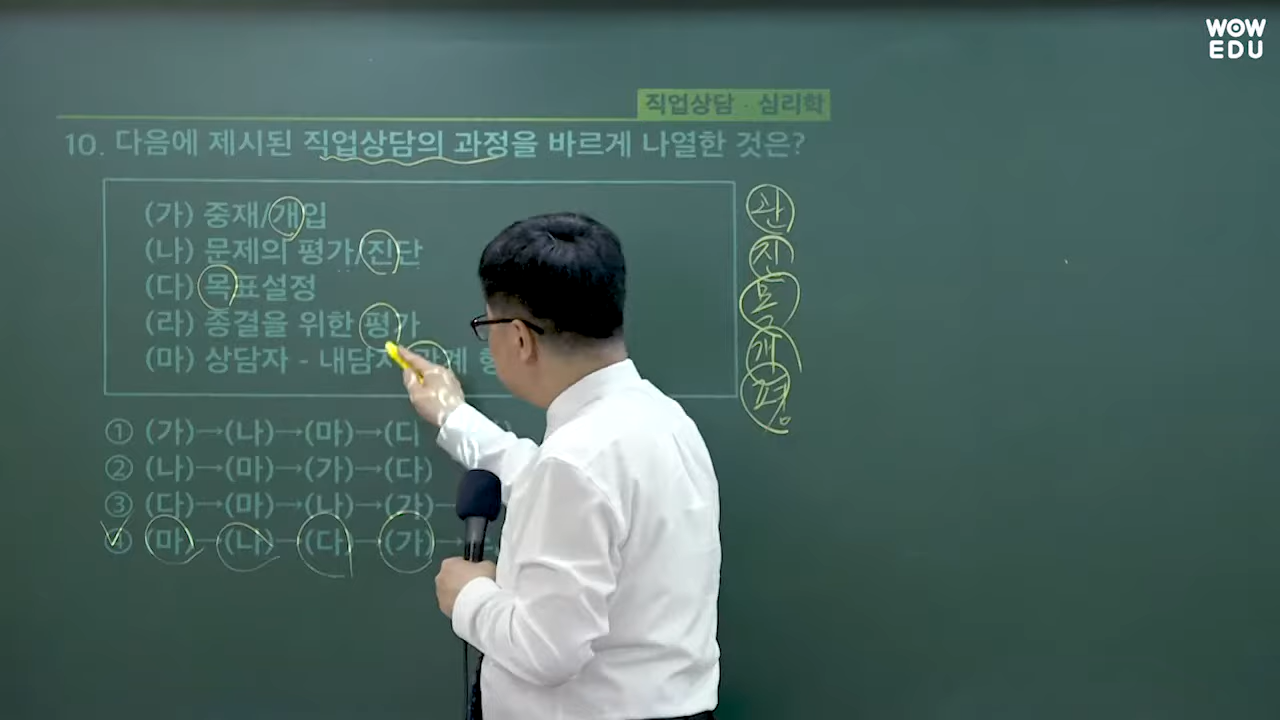 WOW
EDU
직업상담 · 심리학
10. 다음에 제시된 직업상담의 과정을 바르게 나열한 것은?
(가) 중재/개입
(나) 문제의 평가/진단
(다) 목표설정
(라) 종결을 위한 평가
(마) 상담자 - 내담자 관계 형
관
진
목
개
평
① (가)→(나)→(마)→(다
② (나)→(마)→(가)→(다)
③ (다)→(마)→(나)→(가)→
④ (마)→(나)→(다)→(가)→